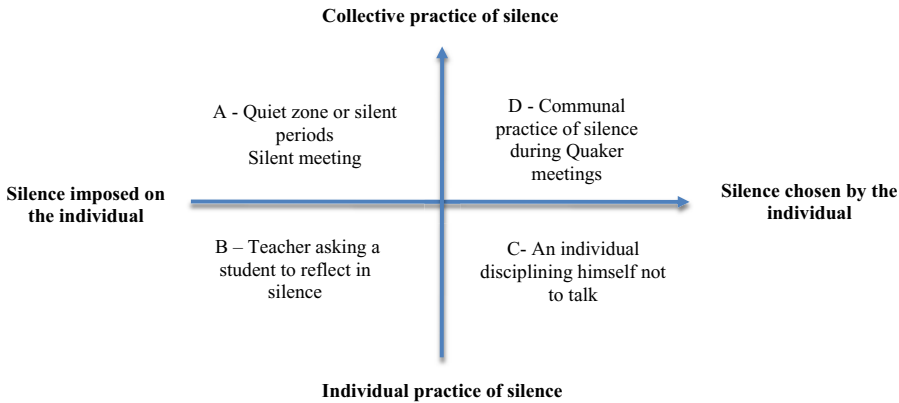 Collective practice of silence
A - Quiet zone or silent
periods
Silent meeting
D - Communal
practice of silence
during Quaker
meetings
Silence imposed on
the individual
Silence chosen by the
individual
B – Teacher asking a
student to reflect in
silence
C- An individual
disciplining himself not
to talk
Individual practice of silence